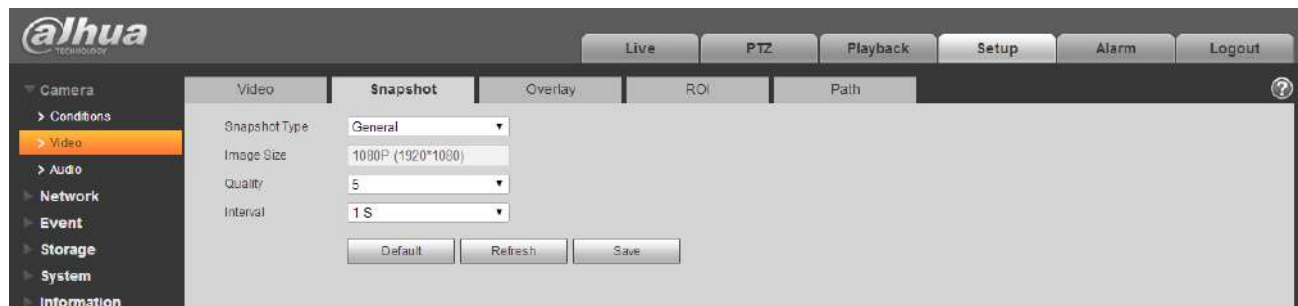 alhua
TECHNOLOGY
Live PTZ Playback Setup Alarm Logout
Camera
> Conditions
> Video
> Audio
Network
Event
Storage
System
Information
Video Snapshot Overlay ROI Path
?
Snapshot Type General
Image Size 1080P (1920*1080)
Quality 5
Interval 1 S
Default Refresh Save